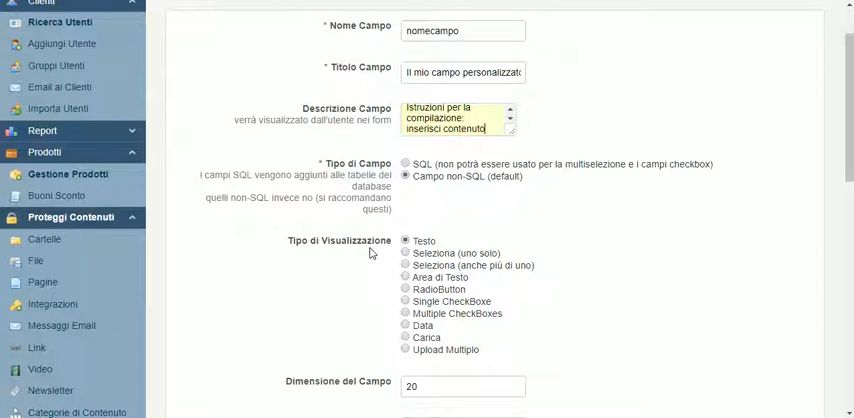 Clienti
Ricerca Utenti
Aggiungi Utente
Gruppi Utenti
Email ai Clienti
Importa Utenti
Report
Prodotti
Gestione Prodotti
Buoni Sconto
Proteggi Contenuti
Cartelle
File
Pagine
Integrazioni
Messaggi Email
Link
Video
Newsletter
Categorie di Contenuto
* Nome Campo
nomecampo
* Titolo Campo
Il mio campo personalizzato
Descrizione Campo
verrà visualizzato dall'utente nei form
Istruzioni per la
compilazione:
inserisci contenuto
* Tipo di Campo
i campi SQL vengono aggiunti alle tabelle del
database
quelli non-SQL invece no (si raccomandano
questi)
SQL (non potrà essere usato per la multiselezione e i campi checkbox)
Campo non-SQL (default)
Tipo di Visualizzazione
Testo
Seleziona (uno solo)
Seleziona (anche più di uno)
Area di Testo
RadioButton
Single CheckBoxe
Multiple CheckBoxes
Data
Carica
Upload Multiplo
Dimensione del Campo
20